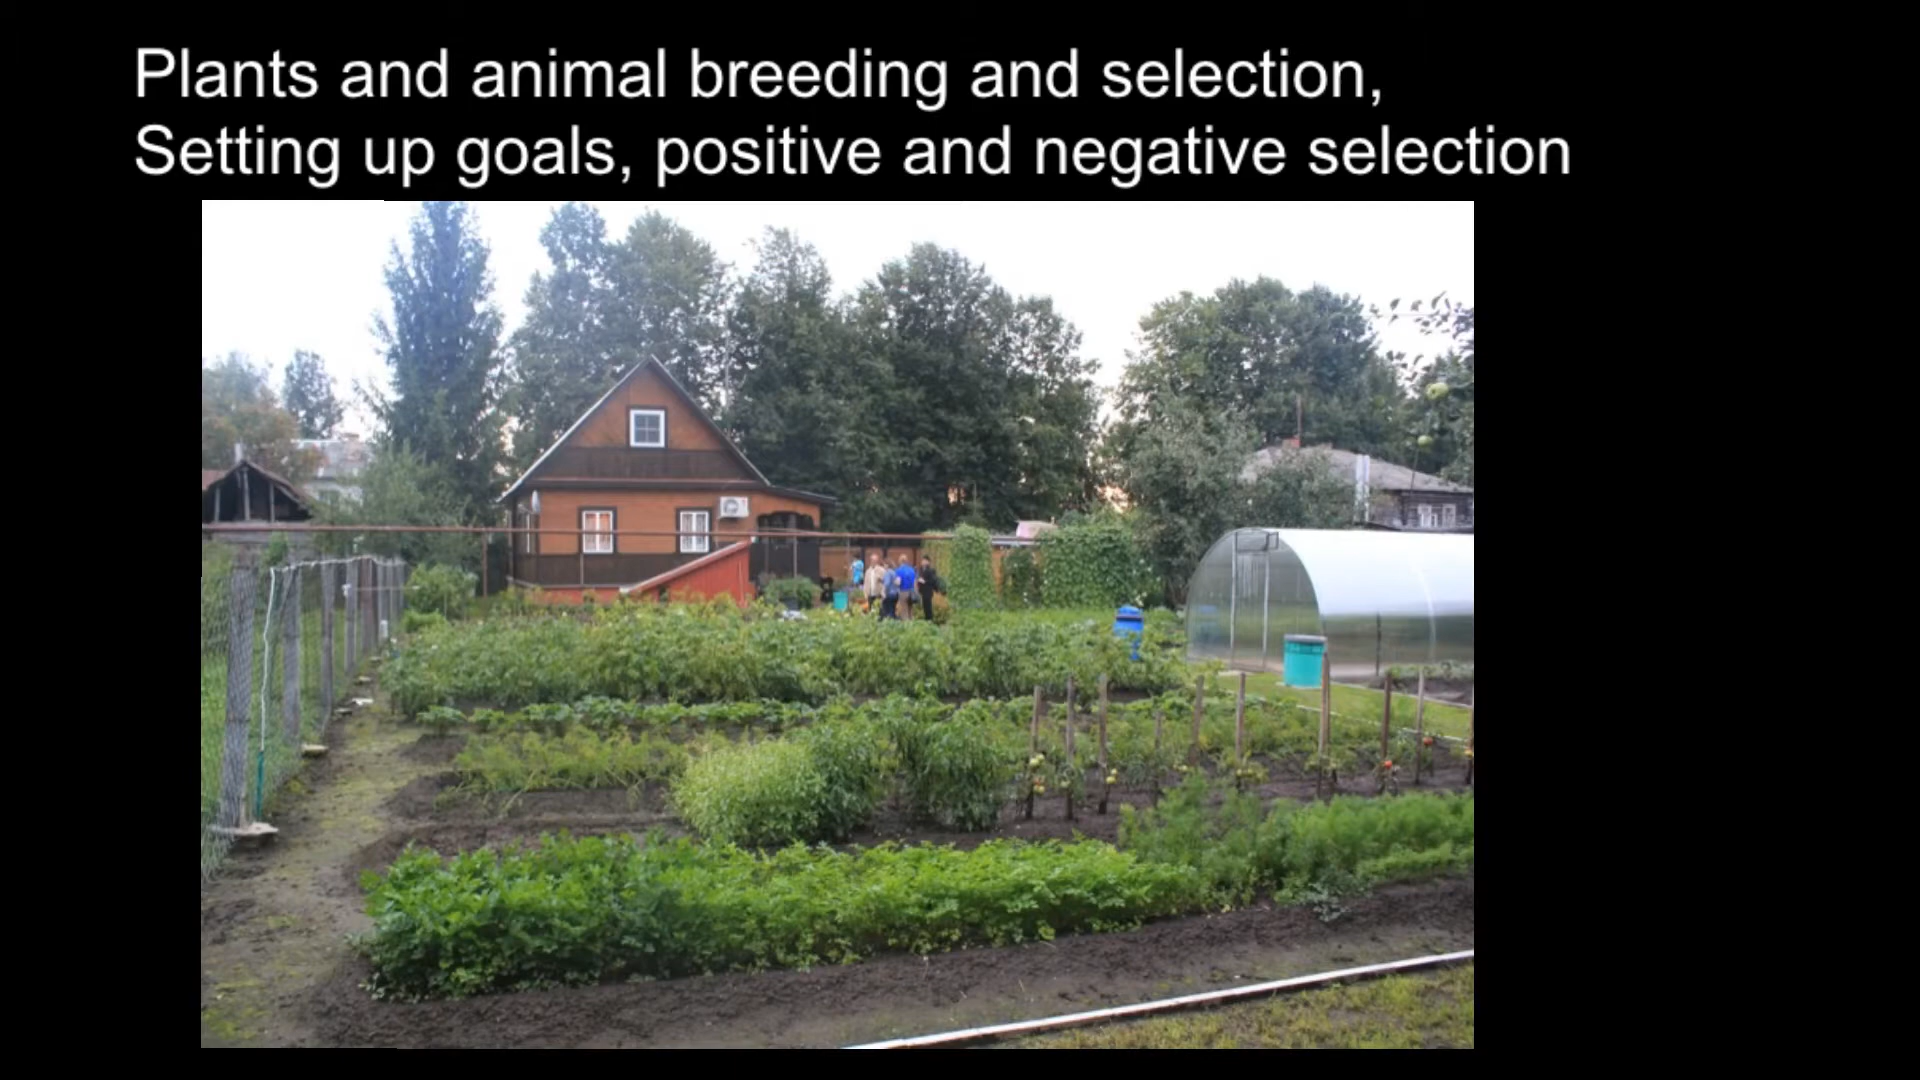 Plants and animal breeding and selection,
Setting up goals, positive and negative selection